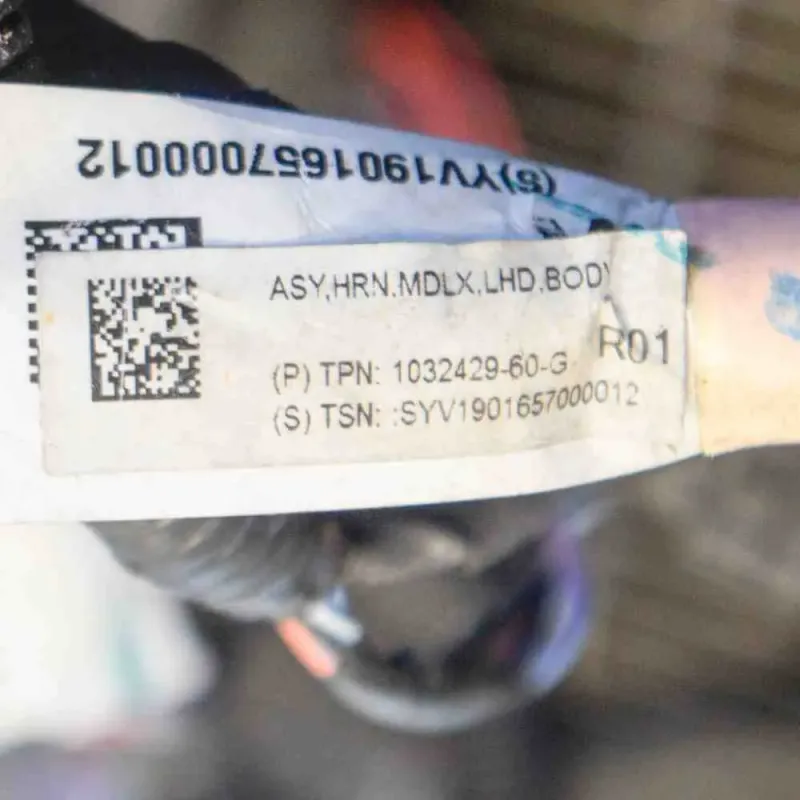 (S)YV1901657000012
ASY,HRN.MDLX,LHD,BODY
R01
(P) TPN: 1032429-60-G
(S) TSN: :SYV1901657000012